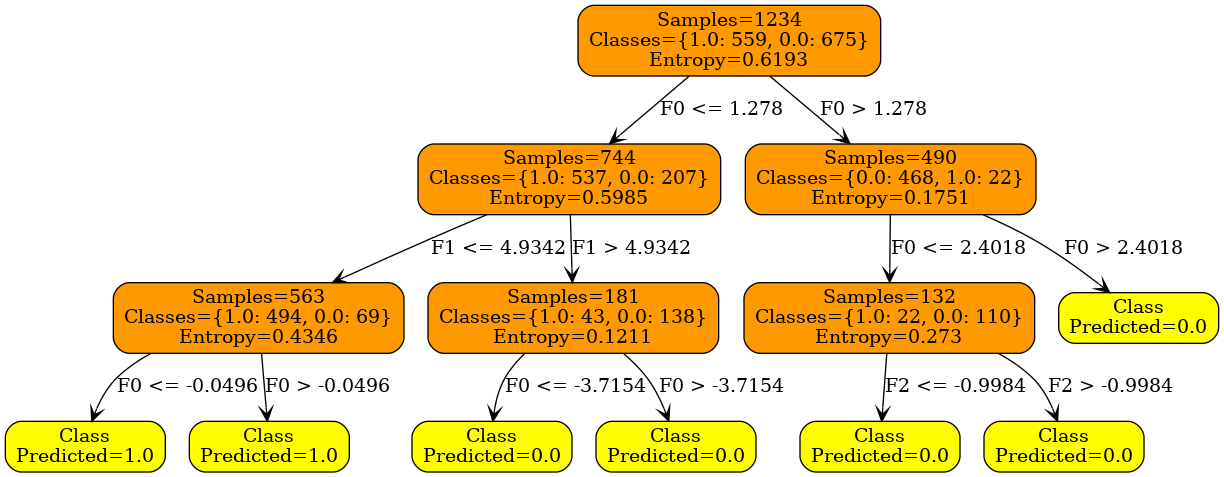 Samples=1234
Classes={1.0: 559, 0.0: 675}
Entropy=0.6193
F0 <= 1.278
F0 > 1.278
Samples=744
Classes={1.0: 537, 0.0: 207}
Entropy=0.5985
Samples=490
Classes={0.0: 468, 1.0: 22}
Entropy=0.1751
F1 <= 4.9342
F1 > 4.9342
F0 <= 2.4018
F0 > 2.4018
Samples=563
Classes={1.0: 494, 0.0: 69}
Entropy=0.4346
Samples=181
Classes={1.0: 43, 0.0: 138}
Entropy=0.1211
Samples=132
Classes={1.0: 22, 0.0: 110}
Entropy=0.273
Class
Predicted=0.0
F0 <= -0.0496
F0 > -0.0496
F0 <= -3.7154
F0 > -3.7154
F2 <= -0.9984
F2 > -0.9984
Class
Predicted=1.0
Class
Predicted=1.0
Class
Predicted=0.0
Class
Predicted=0.0
Class
Predicted=0.0
Class
Predicted=0.0